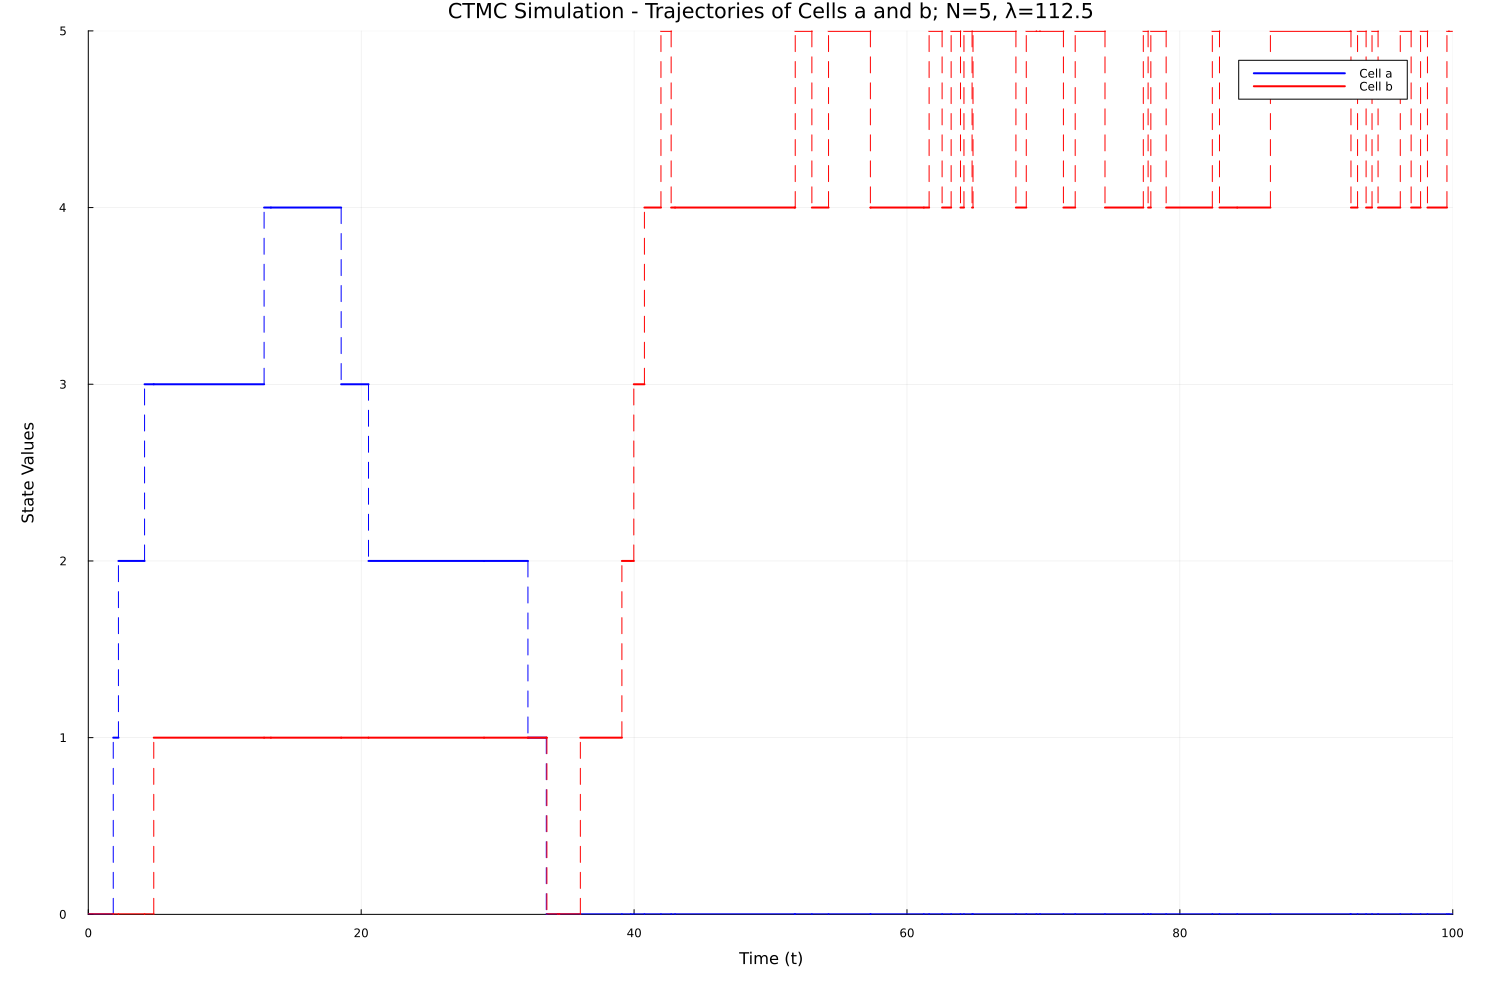 CTMC Simulation - Trajectories of Cells a and b; N=5, λ=112.5
5
Cell a
Cell b
4
3
State Values
2
1
0
0 20 40 60 80 100
Time (t)